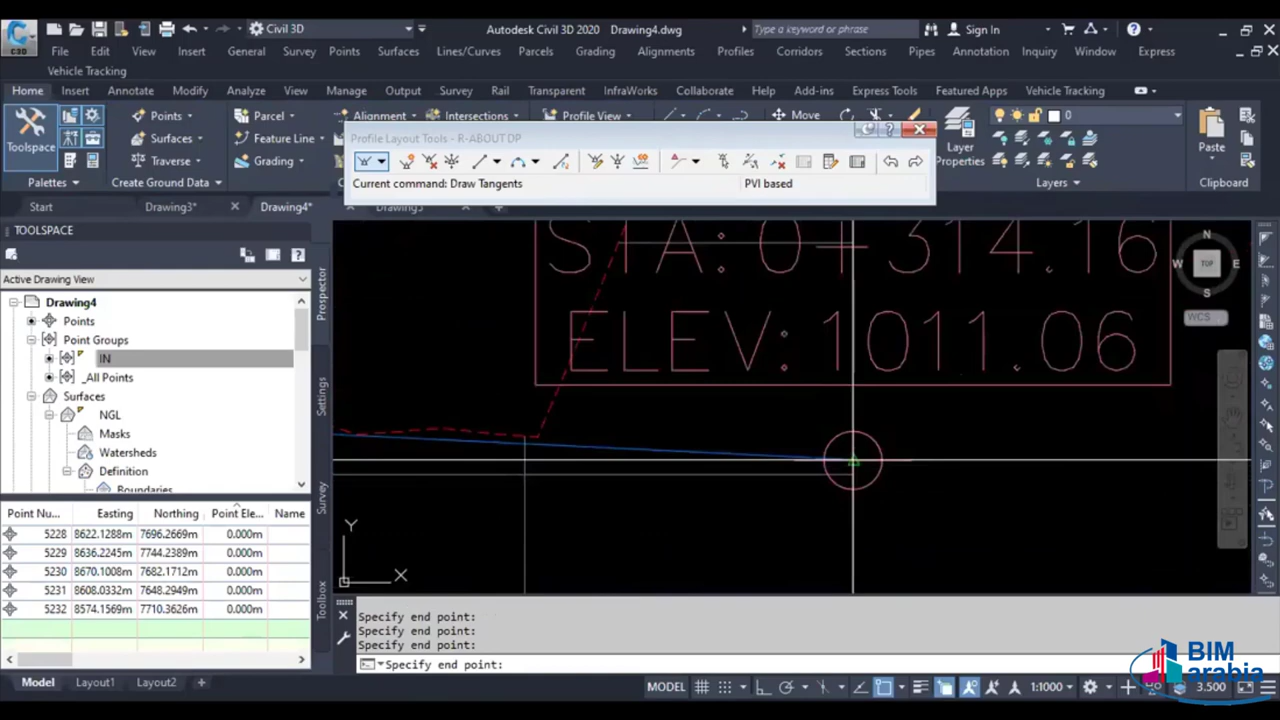 Civil 3D
Autodesk Civil 3D 2020 Drawing4.dwg
Type a keyword or phrase
Sign In
File Edit View Insert General Survey Points Surfaces Lines/Curves Parcels Grading Alignments Profiles Corridors Sections Pipes Annotation Inquiry Window Express
Vehicle Tracking
Home Insert Annotate Modify Analyze View Manage Output Survey Rail Transparent InfraWorks Collaborate Help Add-ins Express Tools Featured Apps Vehicle Tracking
C3D
Toolspace
Points
Surfaces
Traverse
Parcel
Feature Line
Grading
Alignment
Intersections
Profile View
Move
Layer
Properties
0
Paste
Palettes
Create Ground Data
Layers
Clipboard
Profile Layout Tools - R-ABOUT DP
Current command: Draw Tangents
PVI based
Start
Drawing3*
Drawing4*
Drawing5
TOOLSPACE
Active Drawing View
Drawing4
Points
Point Groups
IN
_All Points
Surfaces
NGL
Masks
Watersheds
Definition
Boundaries
Prospector
Settings
Survey
Toolbox
Point Nu... Easting Northing Point Ele... Name
5228 8622.1288m 7696.2669m 0.000m
5229 8636.2245m 7744.2389m 0.000m
5230 8670.1008m 7682.1712m 0.000m
5231 8608.0332m 7648.2949m 0.000m
5232 8574.1569m 7710.3626m 0.000m
STA: 0+314.16
ELEV: 1011.06
N
W TOP E
S
WCS
Y
X
Specify end point:
Specify end point:
Specify end point:
Specify end point:
Model Layout1 Layout2
MODEL
1:1000
3.500
BIM
arabia